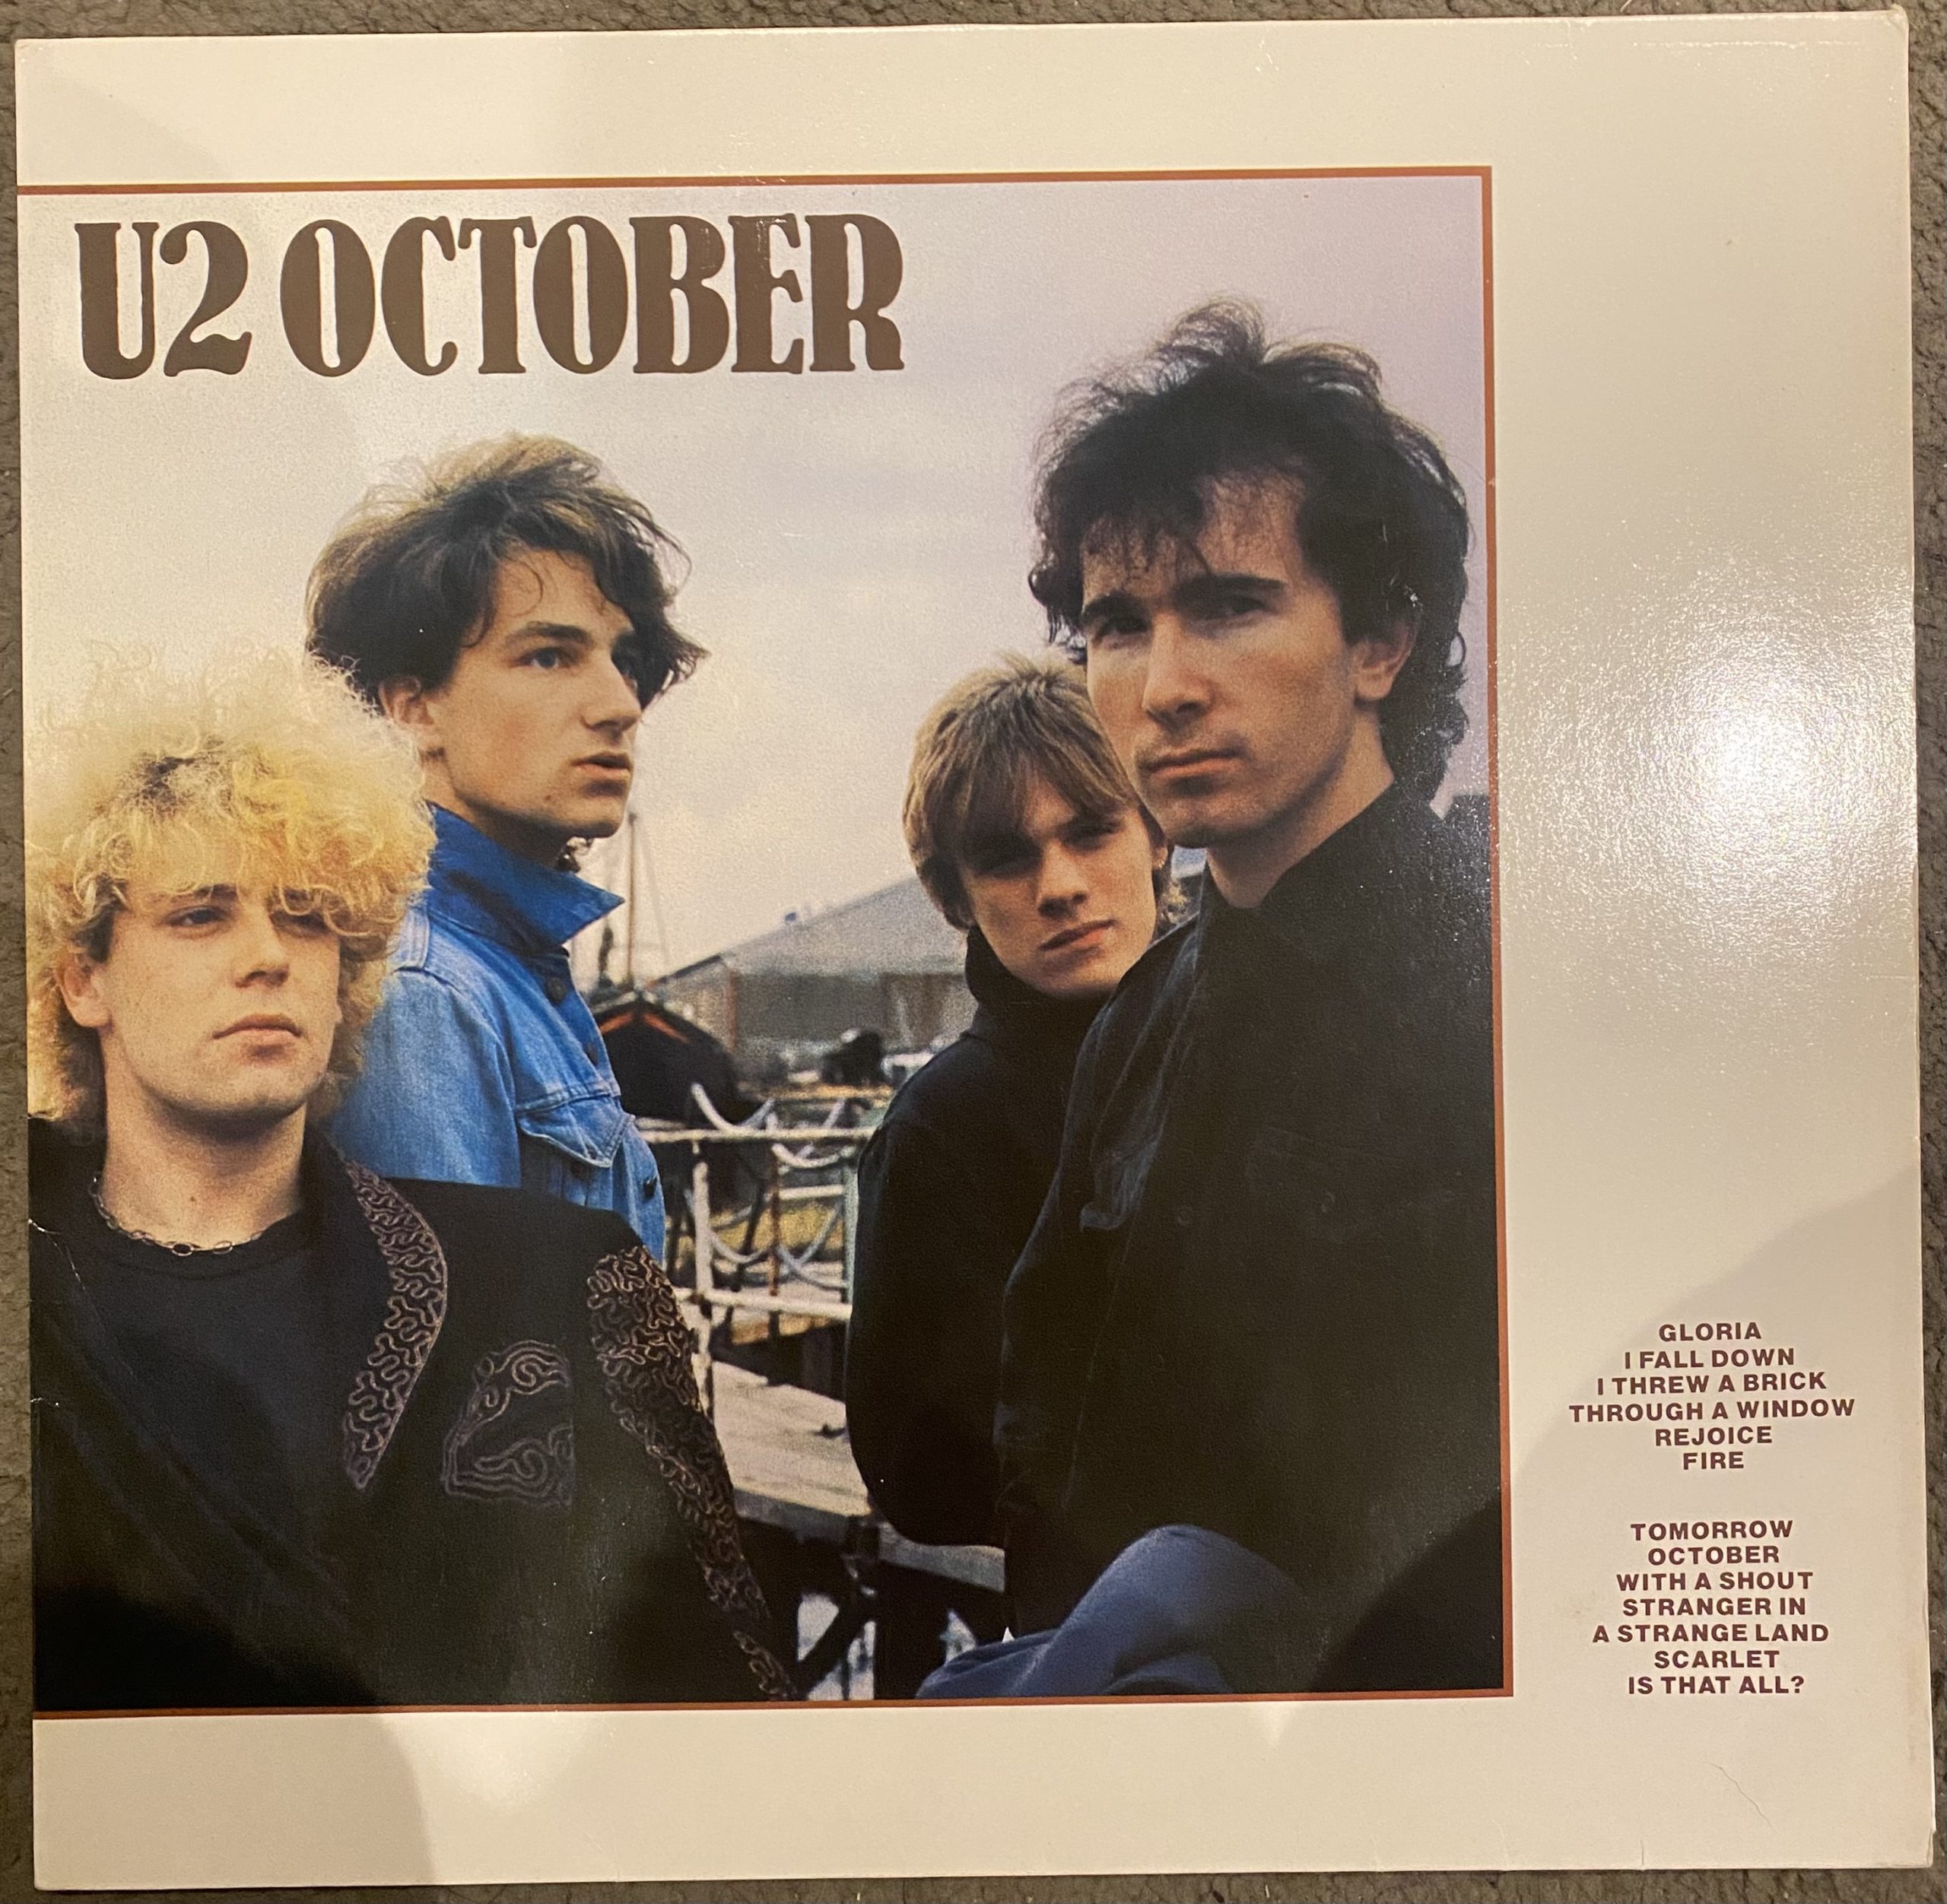 U2 OCTOBER
GLORIA
I FALL DOWN
I THREW A BRICK
THROUGH A WINDOW
REJOICE
FIRE
TOMORROW
OCTOBER
WITH A SHOUT
STRANGER IN
A STRANGE LAND
SCARLET
IS THAT ALL?